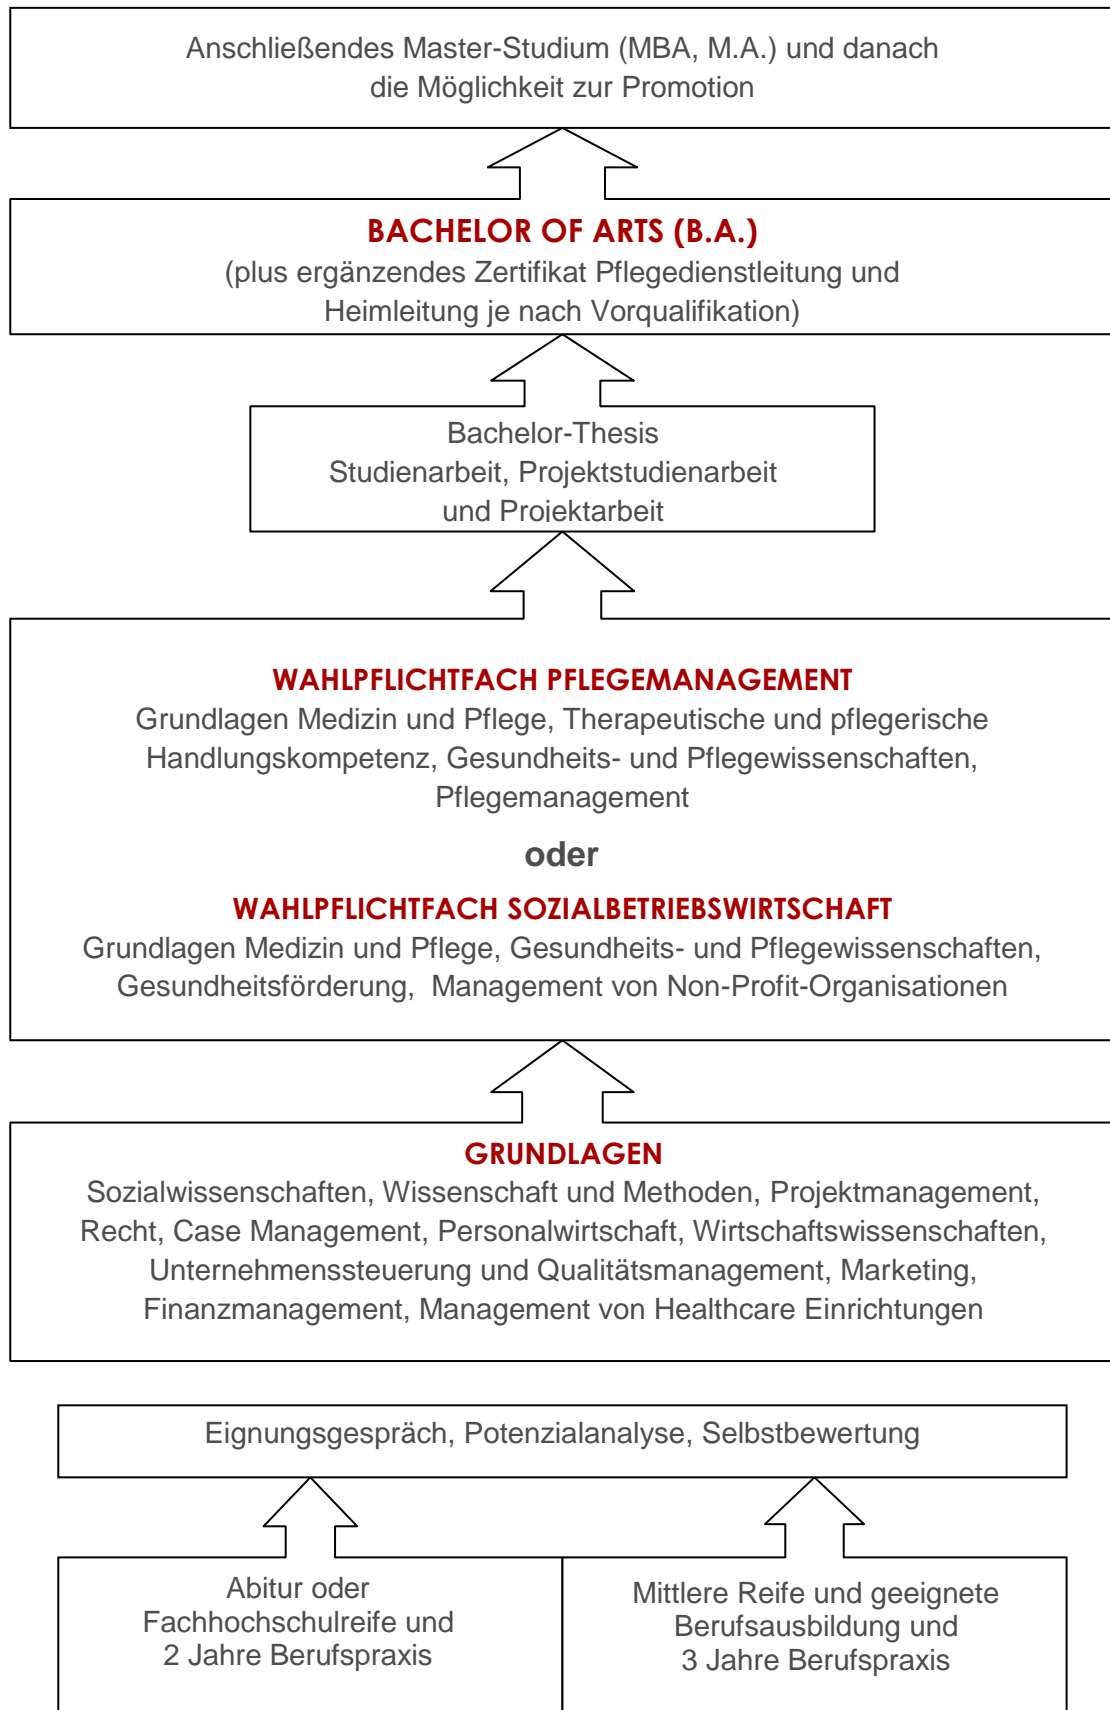 Anschließendes Master-Studium (MBA, M.A.) und danach
die Möglichkeit zur Promotion
BACHELOR OF ARTS (B.A.)
(plus ergänzendes Zertifikat Pflegedienstleitung und
Heimleitung je nach Vorqualifikation)
Bachelor-Thesis
Studienarbeit, Projektstudienarbeit
und Projektarbeit
WAHLPFLICHTFACH PFLEGEMANAGEMENT
Grundlagen Medizin und Pflege, Therapeutische und pflegerische
Handlungskompetenz, Gesundheits- und Pflegewissenschaften,
Pflegemanagement
oder
WAHLPFLICHTFACH SOZIALBETRIEBSWIRTSCHAFT
Grundlagen Medizin und Pflege, Gesundheits- und Pflegewissenschaften,
Gesundheitsförderung, Management von Non-Profit-Organisationen
GRUNDLAGEN
Sozialwissenschaften, Wissenschaft und Methoden, Projektmanagement,
Recht, Case Management, Personalwirtschaft, Wirtschaftswissenschaften,
Unternehmenssteuerung und Qualitätsmanagement, Marketing,
Finanzmanagement, Management von Healthcare Einrichtungen
Eignungsgespräch, Potenzialanalyse, Selbstbewertung
Abitur oder
Fachhochschulreife und
2 Jahre Berufspraxis
Mittlere Reife und geeignete
Berufsausbildung und
3 Jahre Berufspraxis